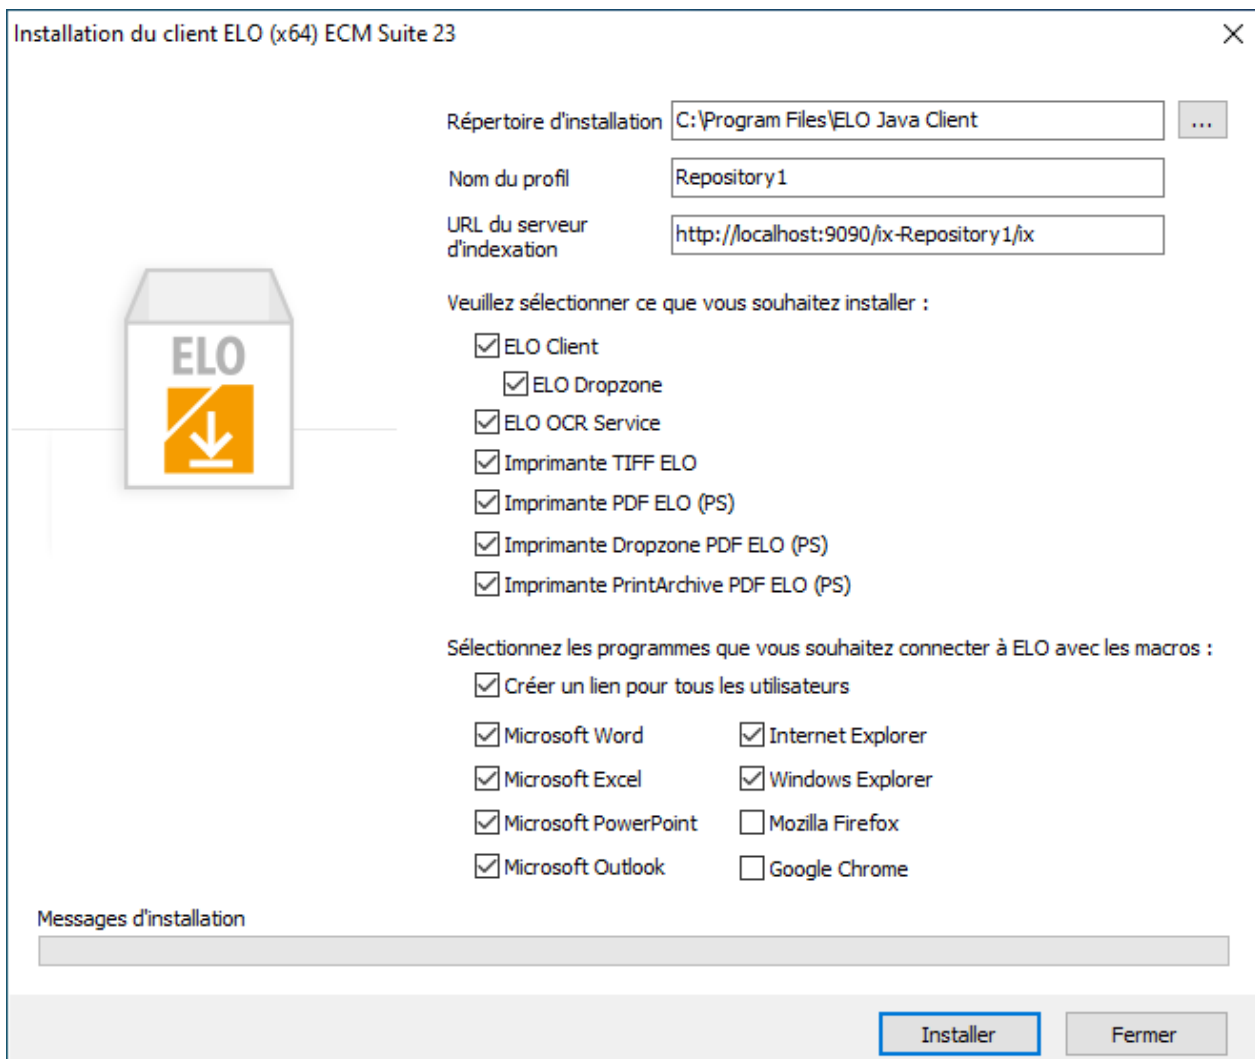 Installation du client ELO (x64) ECM Suite 23
Répertoire d'installation C:\Program Files\ELO Java Client ...
Nom du profil Repository1
URL du serveur
d'indexation http://localhost:9090/ix-Repository1/ix
Veuillez sélectionner ce que vous souhaitez installer :
ELO
ELO Client
ELO Dropzone
ELO OCR Service
Imprimante TIFF ELO
Imprimante PDF ELO (PS)
Imprimante Dropzone PDF ELO (PS)
Imprimante PrintArchive PDF ELO (PS)
Sélectionnez les programmes que vous souhaitez connecter à ELO avec les macros :
Créer un lien pour tous les utilisateurs
Microsoft Word Internet Explorer
Microsoft Excel Windows Explorer
Microsoft PowerPoint Mozilla Firefox
Microsoft Outlook Google Chrome
Messages d'installation
Installer Fermer